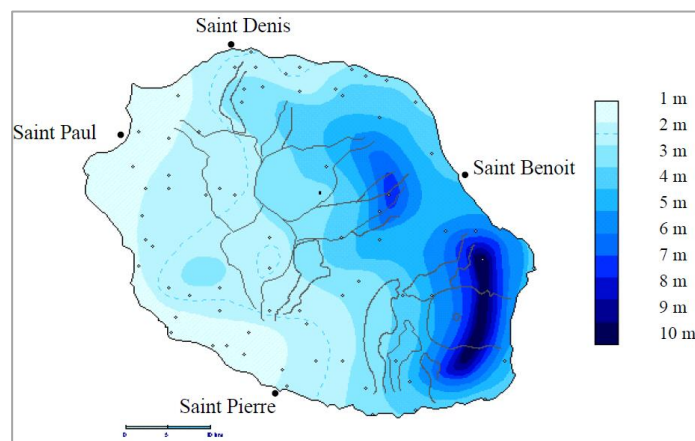 Saint Denis
Saint Paul
Saint Benoit
Saint Pierre
1 m
2 m
3 m
4 m
5 m
6 m
7 m
8 m
9 m
10 m